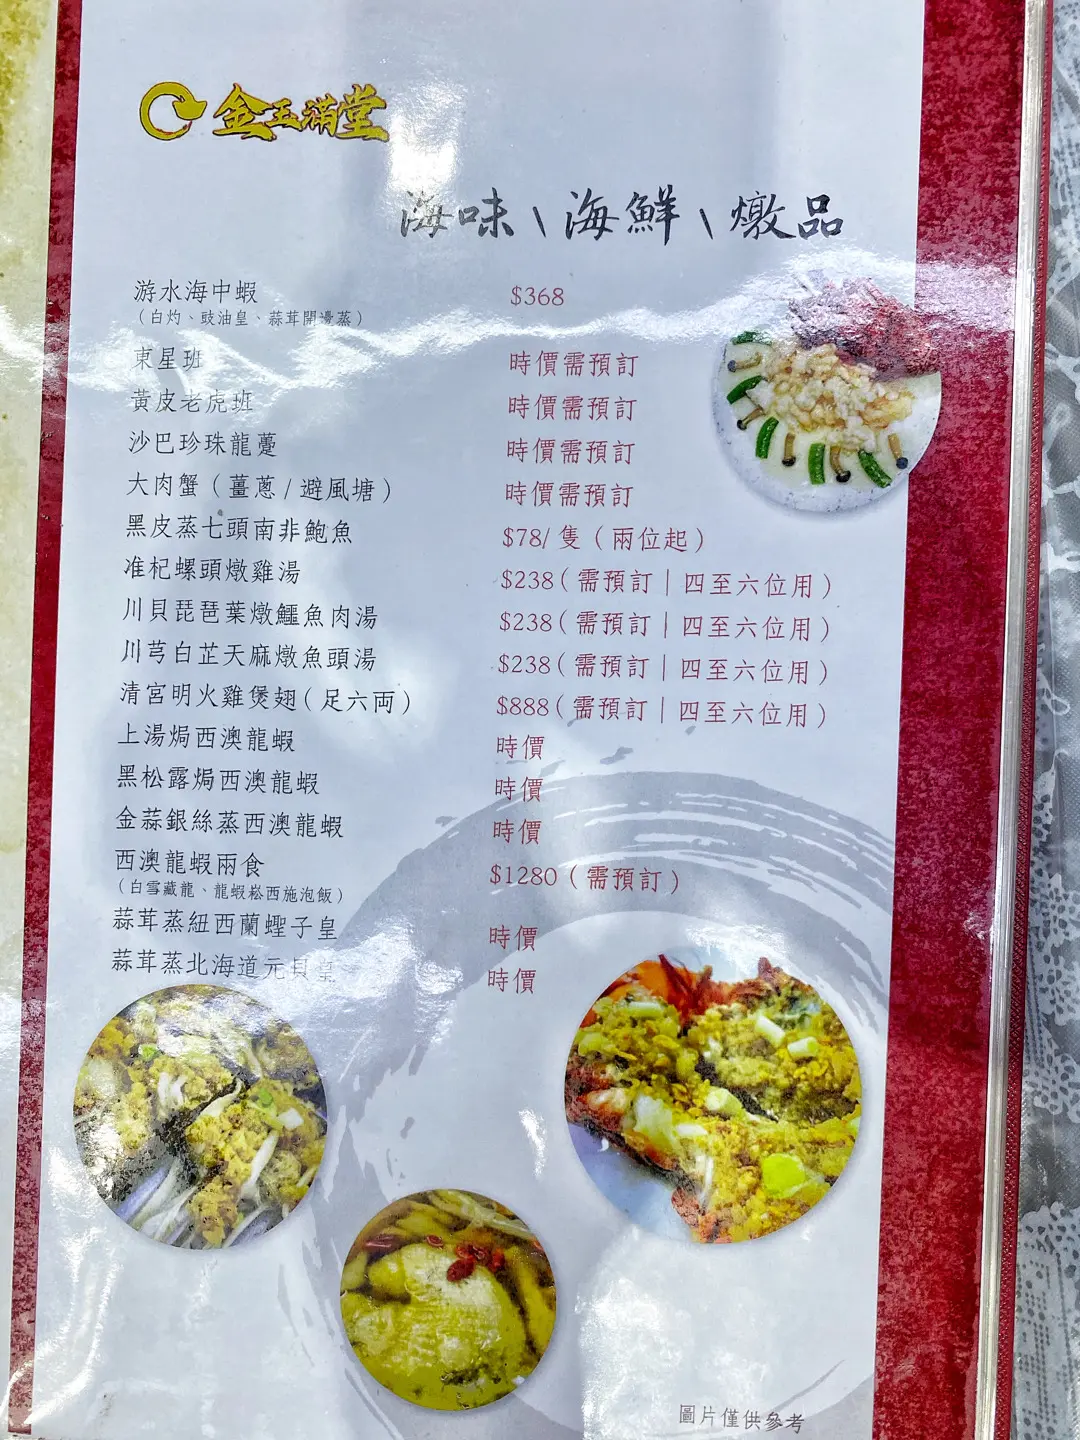 金玉滿堂
海味\海鮮\燉品
游水海中蝦 $368
(白灼、豉油皇、蒜茸開邊蒸)
東星班 時價需預訂
黃皮老虎班 時價需預訂
沙巴珍珠龍躉 時價需預訂
大肉蟹(薑蔥/避風塘) 時價需預訂
黑皮蒸七頭南非鮑魚 $78/隻(兩位起)
准杞螺頭燉雞湯 $238(需預訂|四至六位用)
川貝琵琶葉燉鱷魚肉湯 $238(需預訂|四至六位用)
川芎白芷天麻燉魚頭湯 $238(需預訂|四至六位用)
清宮明火雞煲翅(足六両) $888(需預訂|四至六位用)
上湯焗西澳龍蝦 時價
黑松露焗西澳龍蝦 時價
金蒜銀絲蒸西澳龍蝦 時價
西澳龍蝦兩食 $1280(需預訂)
(白雪藏龍、龍蝦崧西施泡飯)
蒜茸蒸紐西蘭蟶子皇 時價
蒜茸蒸北海道元貝皇 時價
圖片僅供參考